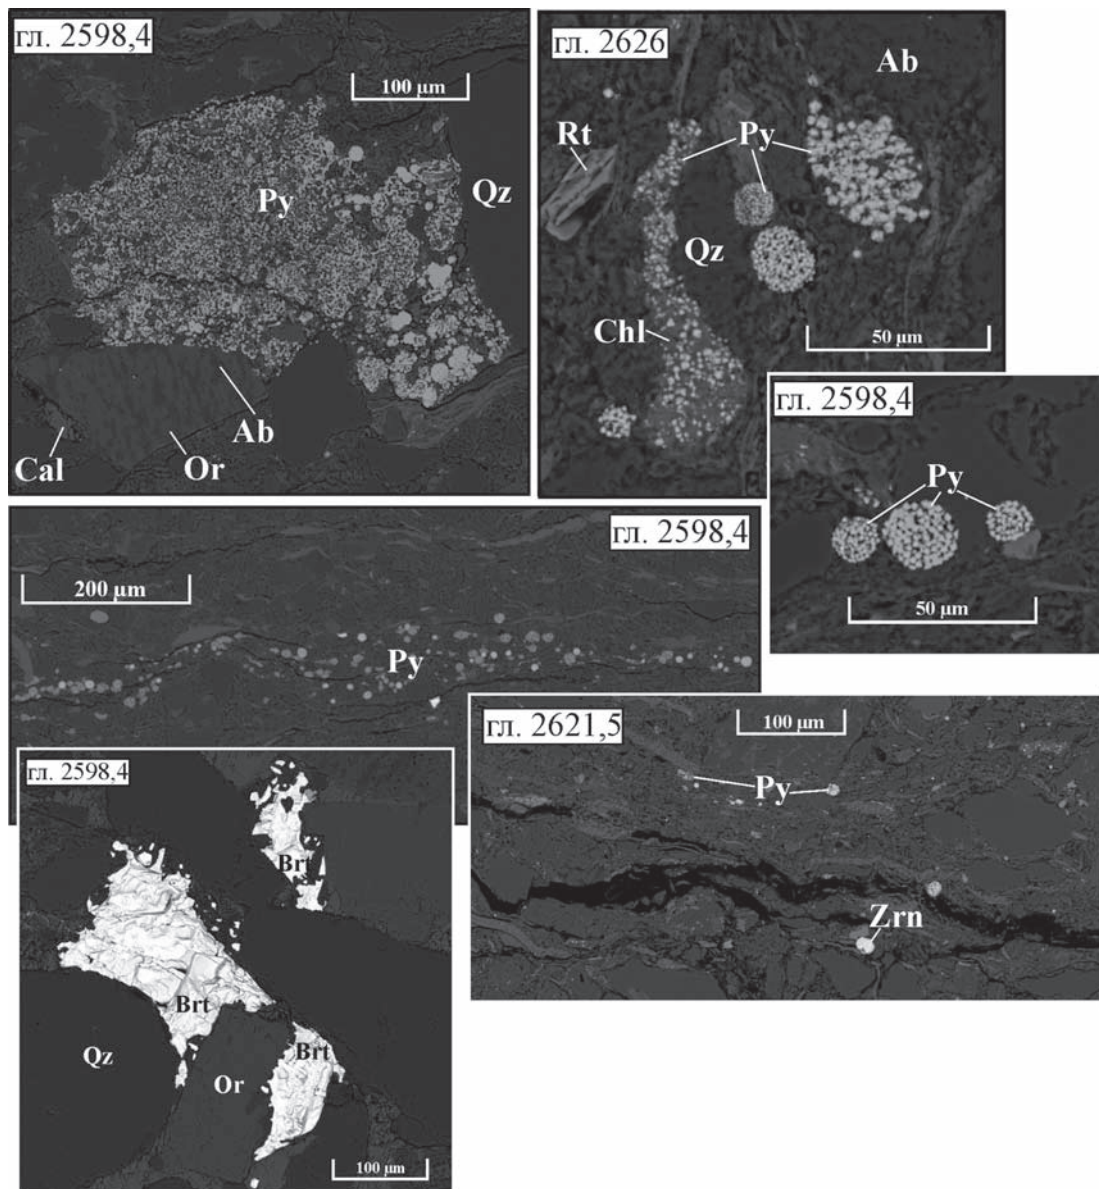 гл. 2598,4
100 µm
Py
Qz
Ab
Cal
Or
гл. 2626
Ab
Rt
Py
Qz
Chl
50 µm
гл. 2598,4
Py
50 µm
гл. 2598,4
200 µm
Py
гл. 2621,5
100 µm
Py
Zrn
гл. 2598,4
Brt
Brt
Brt
Qz
Or
100 µm